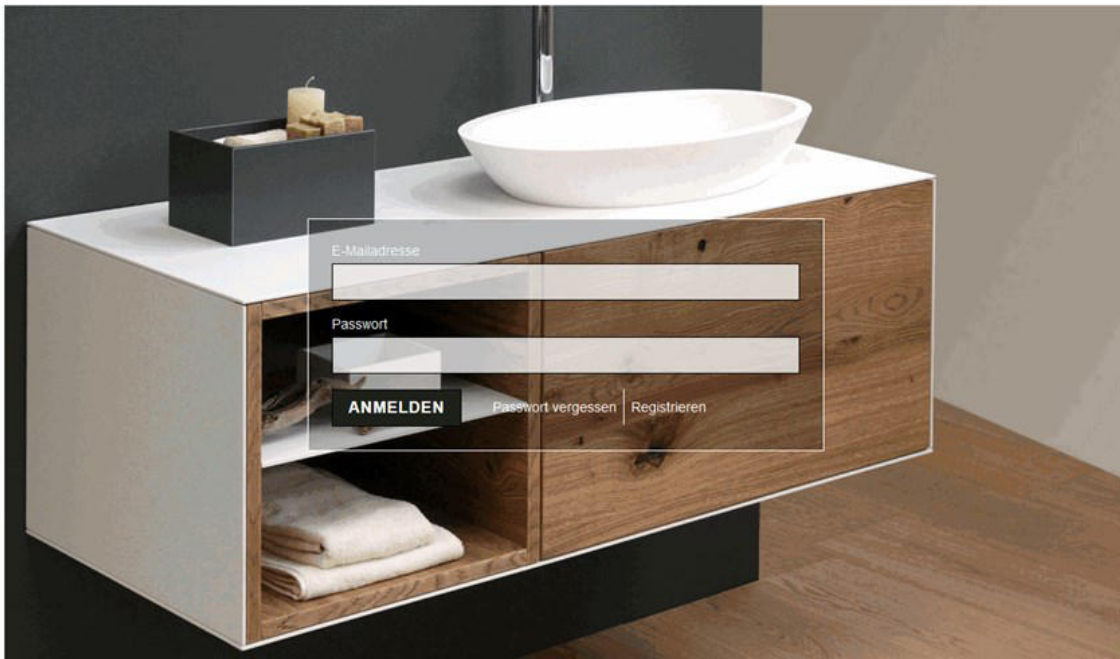 E-Mailadresse
Passwort
ANMELDEN
Passwort vergessen
Registrieren